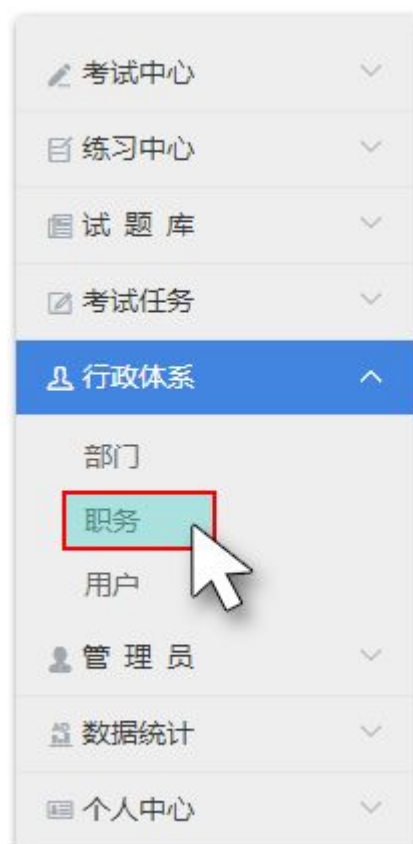 考试中心
练习中心
试 题 库
考试任务
行政体系
部门
职务
用户
管 理 员
数据统计
个人中心